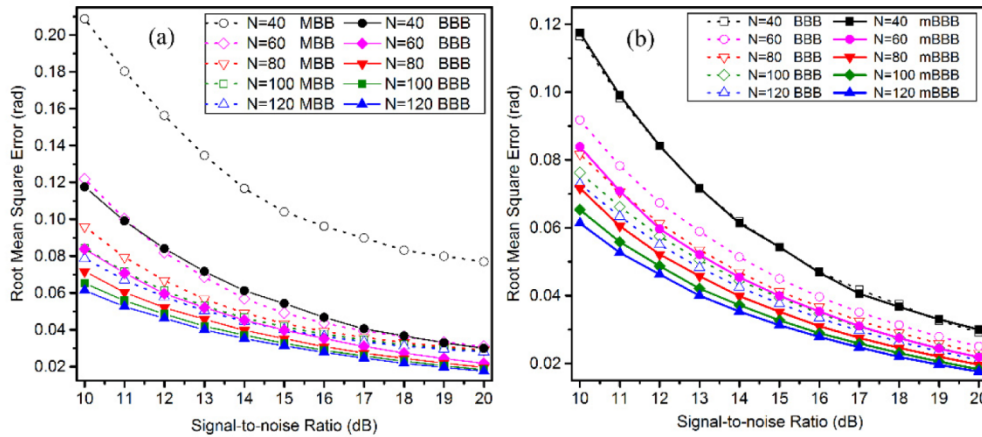 (a)
N=40 MBB N=40 BBB
N=60 MBB N=60 BBB
N=80 MBB N=80 BBB
N=100 MBB N=100 BBB
N=120 MBB N=120 BBB
Root Mean Square Error (rad)
0.20
0.18
0.16
0.14
0.12
0.10
0.08
0.06
0.04
0.02
10 11 12 13 14 15 16 17 18 19 20
Signal-to-noise Ratio (dB)
(b)
N=40 BBB N=40 mBBB
N=60 BBB N=60 mBBB
N=80 BBB N=80 mBBB
N=100 BBB N=100 mBBB
N=120 BBB N=120 mBBB
Root Mean Square Error (rad)
0.12
0.10
0.08
0.06
0.04
0.02
10 11 12 13 14 15 16 17 18 19 20
Signal-to-noise Ratio (dB)